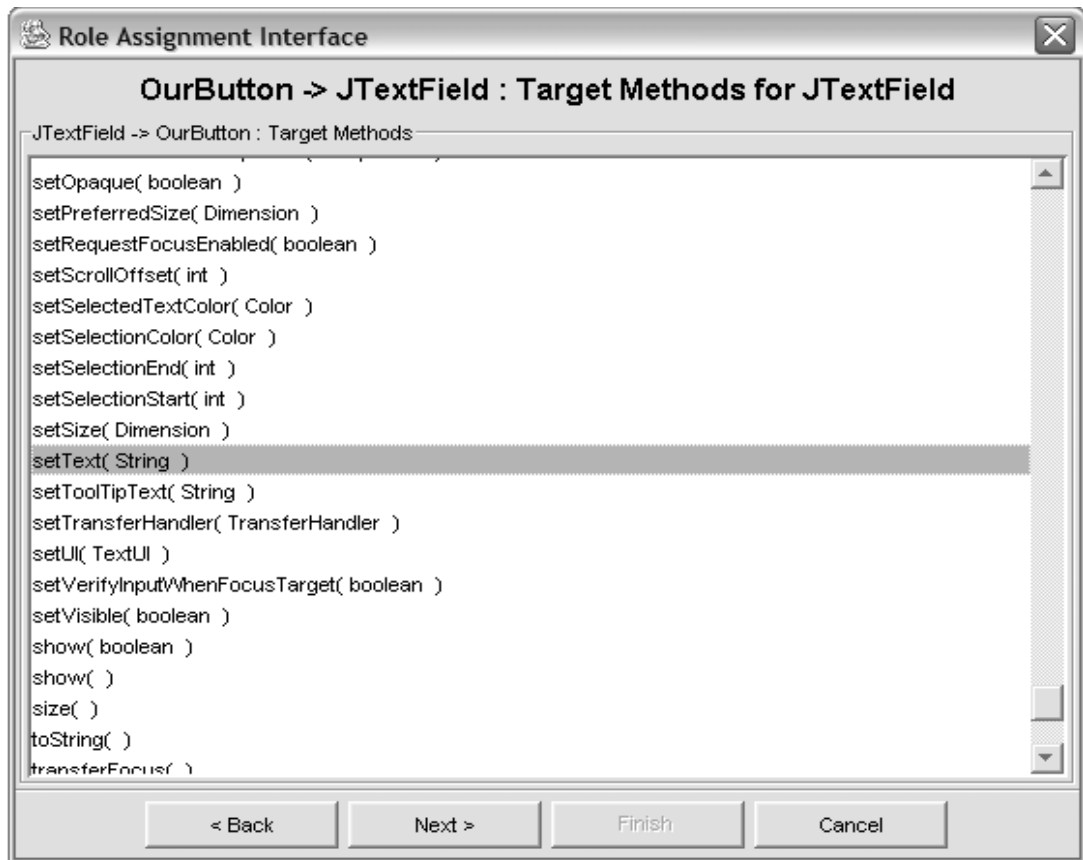 Role Assignment Interface
OurButton -> JTextField : Target Methods for JTextField
JTextField -> OurButton : Target Methods
setOpaque( boolean )
setPreferredSize( Dimension )
setRequestFocusEnabled( boolean )
setScrollOffset( int )
setSelectedTextColor( Color )
setSelectionColor( Color )
setSelectionEnd( int )
setSelectionStart( int )
setSize( Dimension )
setText( String )
setToolTipText( String )
setTransferHandler( TransferHandler )
setUI( TextUI )
setVerifyInputWhenFocusTarget( boolean )
setVisible( boolean )
show( boolean )
show( )
size( )
toString( )
transferFocus( )
< Back Next > Finish Cancel